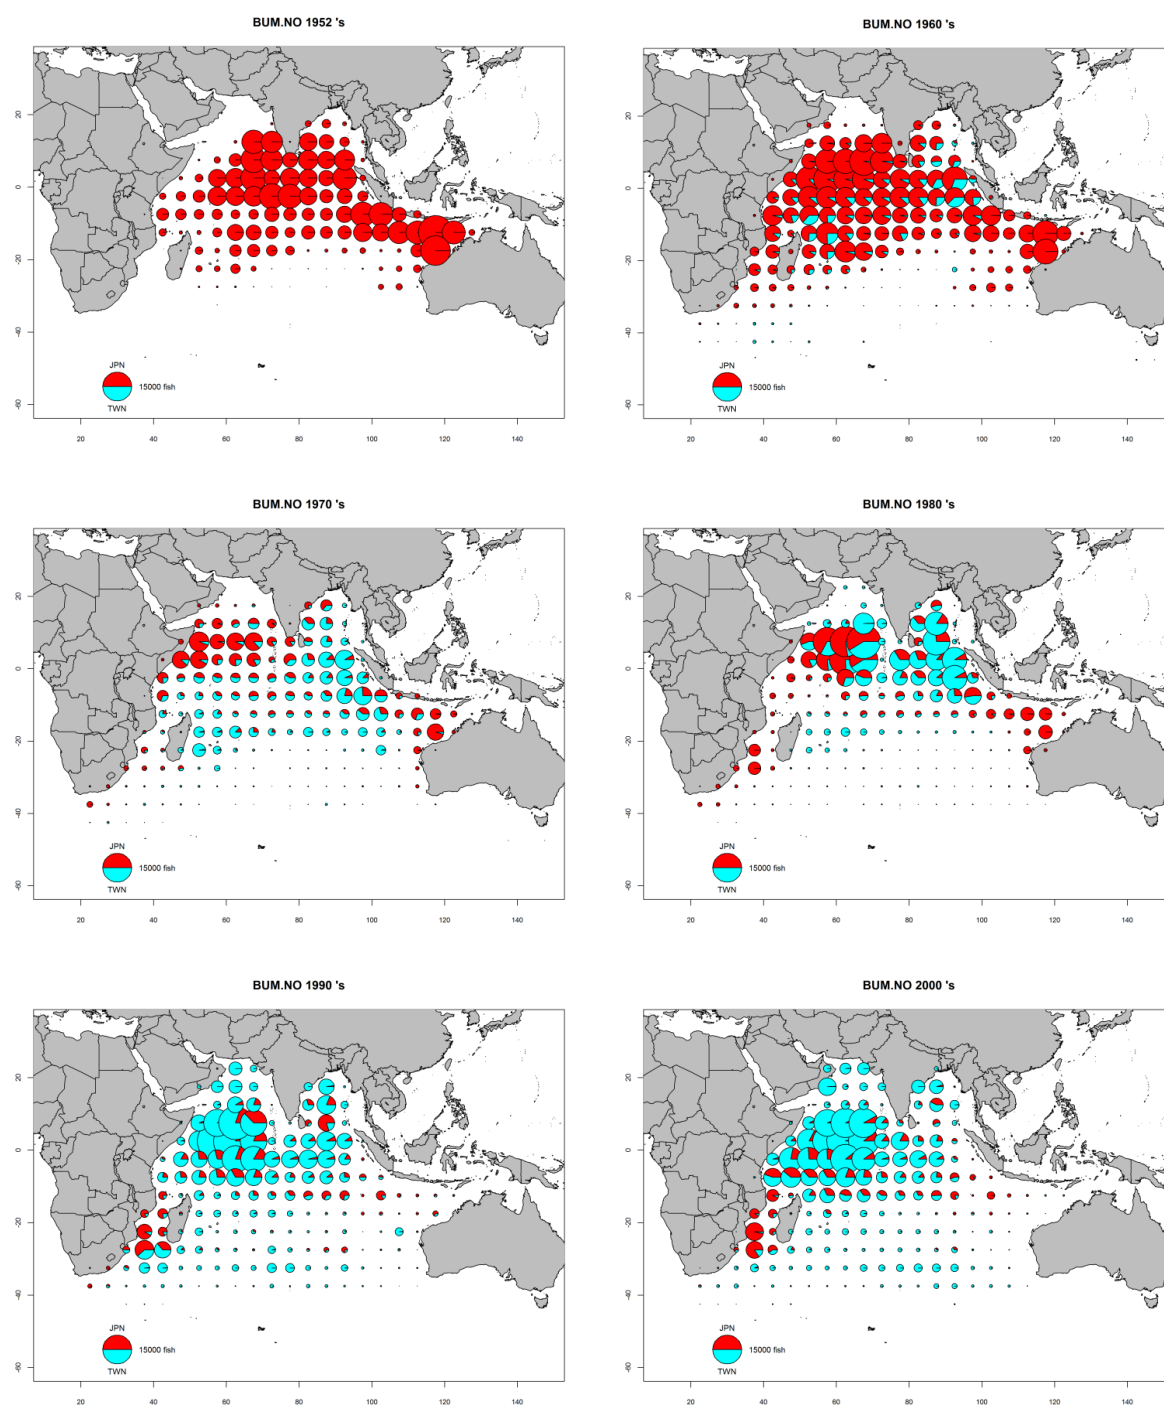 BUM.NO 1952 's
20
0
-20
-40
-60
JPN
15000 fish
TWN
20 40 60 80 100 120 140
BUM.NO 1960 's
20
0
-20
-40
-60
JPN
15000 fish
TWN
20 40 60 80 100 120 140
BUM.NO 1970 's
20
0
-20
-40
-60
JPN
15000 fish
TWN
20 40 60 80 100 120 140
BUM.NO 1980 's
20
0
-20
-40
-60
JPN
15000 fish
TWN
20 40 60 80 100 120 140
BUM.NO 1990 's
20
0
-20
-40
-60
JPN
15000 fish
TWN
20 40 60 80 100 120 140
BUM.NO 2000 's
20
0
-20
-40
-60
JPN
15000 fish
TWN
20 40 60 80 100 120 140